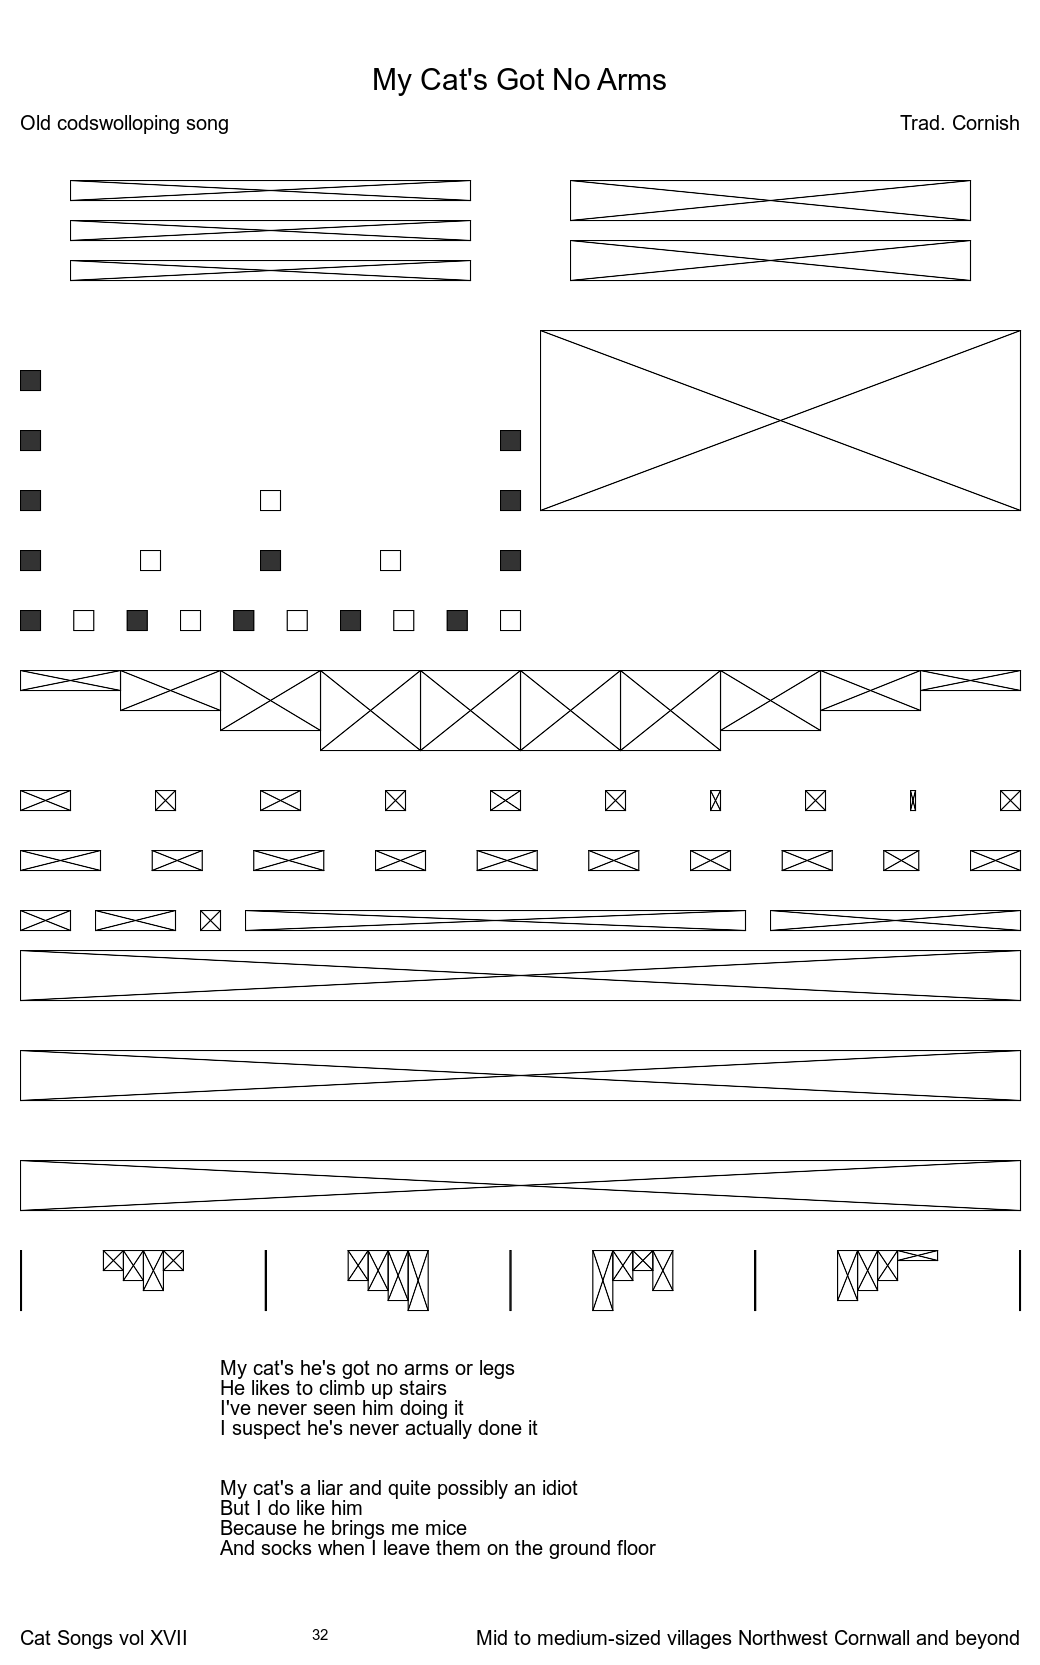 My Cat's Got No Arms
Old codswolloping song
Trad. Cornish
My cat's he's got no arms or legs
He likes to climb up stairs
I've never seen him doing it
I suspect he's never actually done it
My cat's a liar and quite possibly an idiot
But I do like him
Because he brings me mice
And socks when I leave them on the ground floor
Cat Songs vol XVII
32
Mid to medium-sized villages Northwest Cornwall and beyond